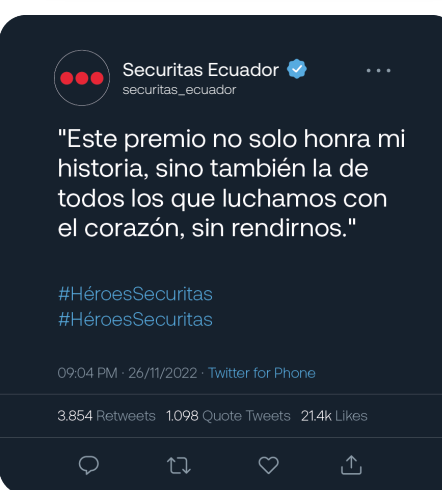 Securitas Ecuador
securitas_ecuador
"Este premio no solo honra mi
historia, sino también la de
todos los que luchamos con
el corazón, sin rendirnos."
#HéroesSecuritas
#HéroesSecuritas
09:04 PM · 26/11/2022 · Twitter for Phone
3.854 Retweets 1.098 Quote Tweets 21.4k Likes